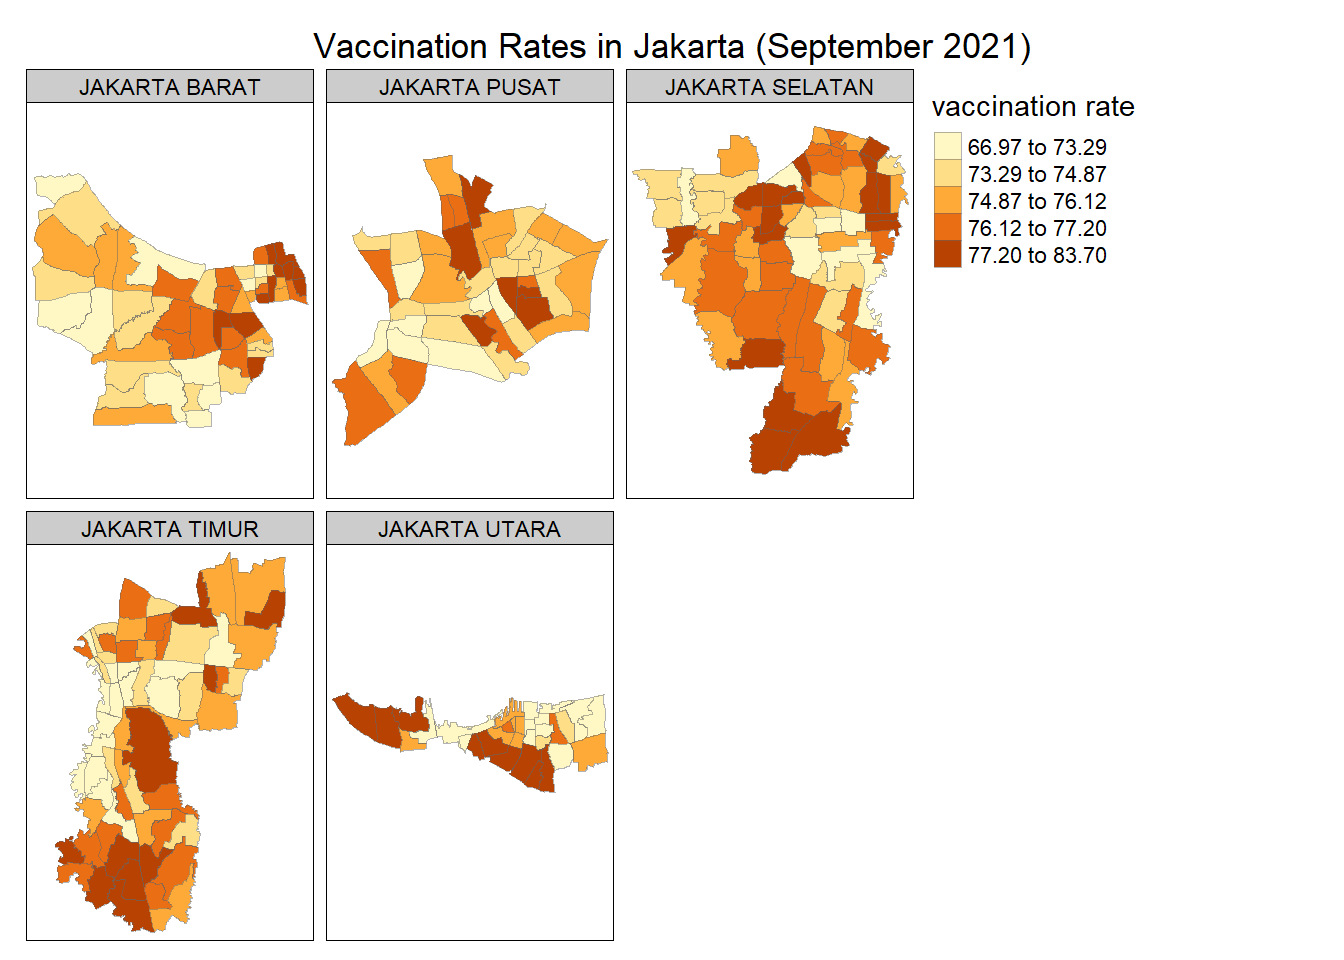 Vaccination Rates in Jakarta (September 2021)
JAKARTA BARAT
JAKARTA PUSAT
JAKARTA SELATAN
vaccination rate
66.97 to 73.29
73.29 to 74.87
74.87 to 76.12
76.12 to 77.20
77.20 to 83.70
JAKARTA TIMUR
JAKARTA UTARA